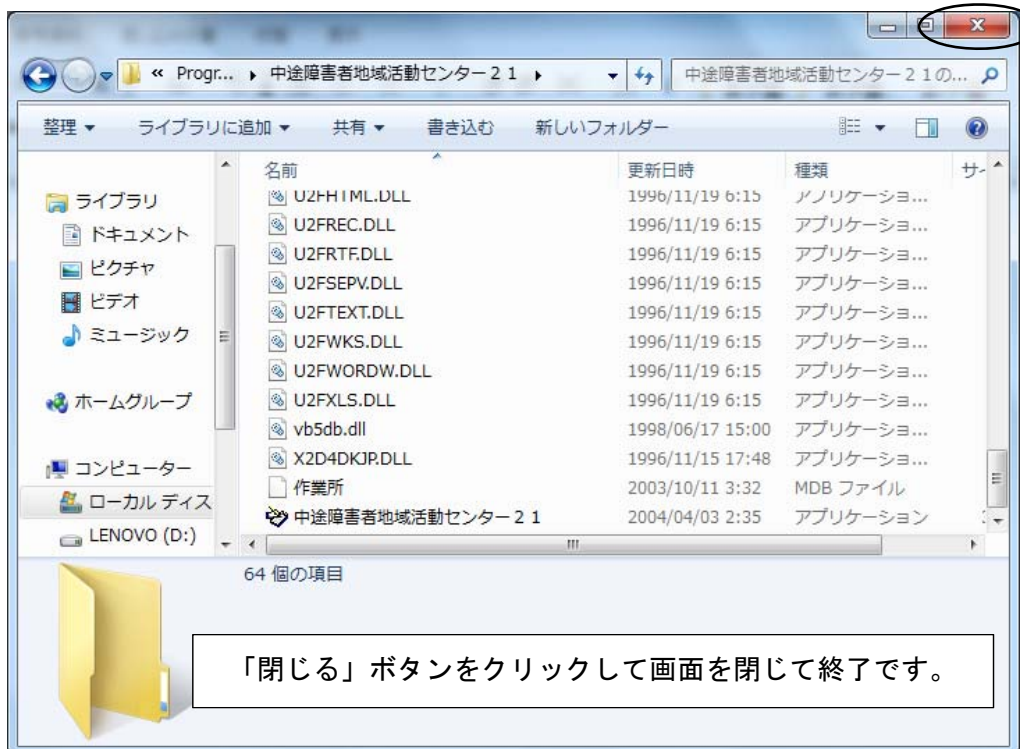 « Progr... ▸ 中途障害者地域活動センター２１ ▸
中途障害者地域活動センター２１の...
整理 ライブラリに追加 共有 書き込む 新しいフォルダー
名前 更新日時 種類 サ-
ライブラリ
ドキュメント
ピクチャ
ビデオ
ミュージック
ホームグループ
コンピューター
ローカル ディス
LENOVO (D:)
U2FHTML.DLL 1996/11/19 6:15 アプリケーショ...
U2FREC.DLL 1996/11/19 6:15 アプリケーショ...
U2FRTF.DLL 1996/11/19 6:15 アプリケーショ...
U2FSEPV.DLL 1996/11/19 6:15 アプリケーショ...
U2FTEXT.DLL 1996/11/19 6:15 アプリケーショ...
U2FWKS.DLL 1996/11/19 6:15 アプリケーショ...
U2FWORDW.DLL 1996/11/19 6:15 アプリケーショ...
U2FXLS.DLL 1996/11/19 6:15 アプリケーショ...
vb5db.dll 1998/06/17 15:00 アプリケーショ...
X2D4DKJP.DLL 1996/11/15 17:48 アプリケーショ...
作業所 2003/10/11 3:32 MDB ファイル
中途障害者地域活動センター２１ 2004/04/03 2:35 アプリケーション
64 個の項目
「閉じる」ボタンをクリックして画面を閉じて終了です。